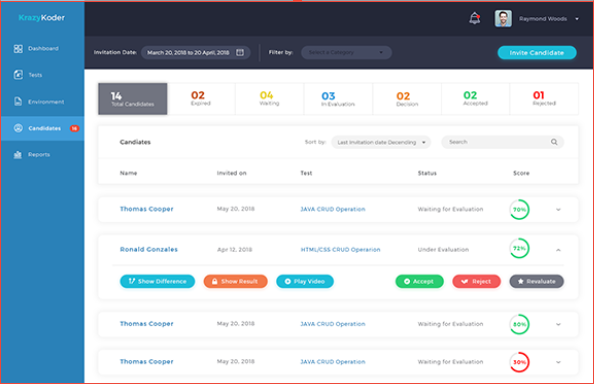 KrazyKoder
Raymond Woods
Invitation Date: March 20, 2018 to 20 April, 2018 Filter by: Select a Category Invite Candidate
Dashboard
Tests
Environment
Candidates
Reports
14 Total Candidates
02 Expired
04 Waiting
03 In Evaluation
02 Decision
02 Accepted
01 Rejected
Candiates Sort by: Last Invitation date Decending Search
Name Invited on Test Status Score
Thomas Cooper May 20, 2018 JAVA CRUD Operation Waiting for Evaluation 70%
Ronald Gonzales Apr 12, 2018 HTML/CSS CRUD Operarion Under Evaluation 72%
Show Difference Show Result Play Video Accept Reject Revaluate
Thomas Cooper May 20, 2018 JAVA CRUD Operation Waiting for Evaluation 80%
Thomas Cooper May 20, 2018 JAVA CRUD Operation Waiting for Evaluation 30%